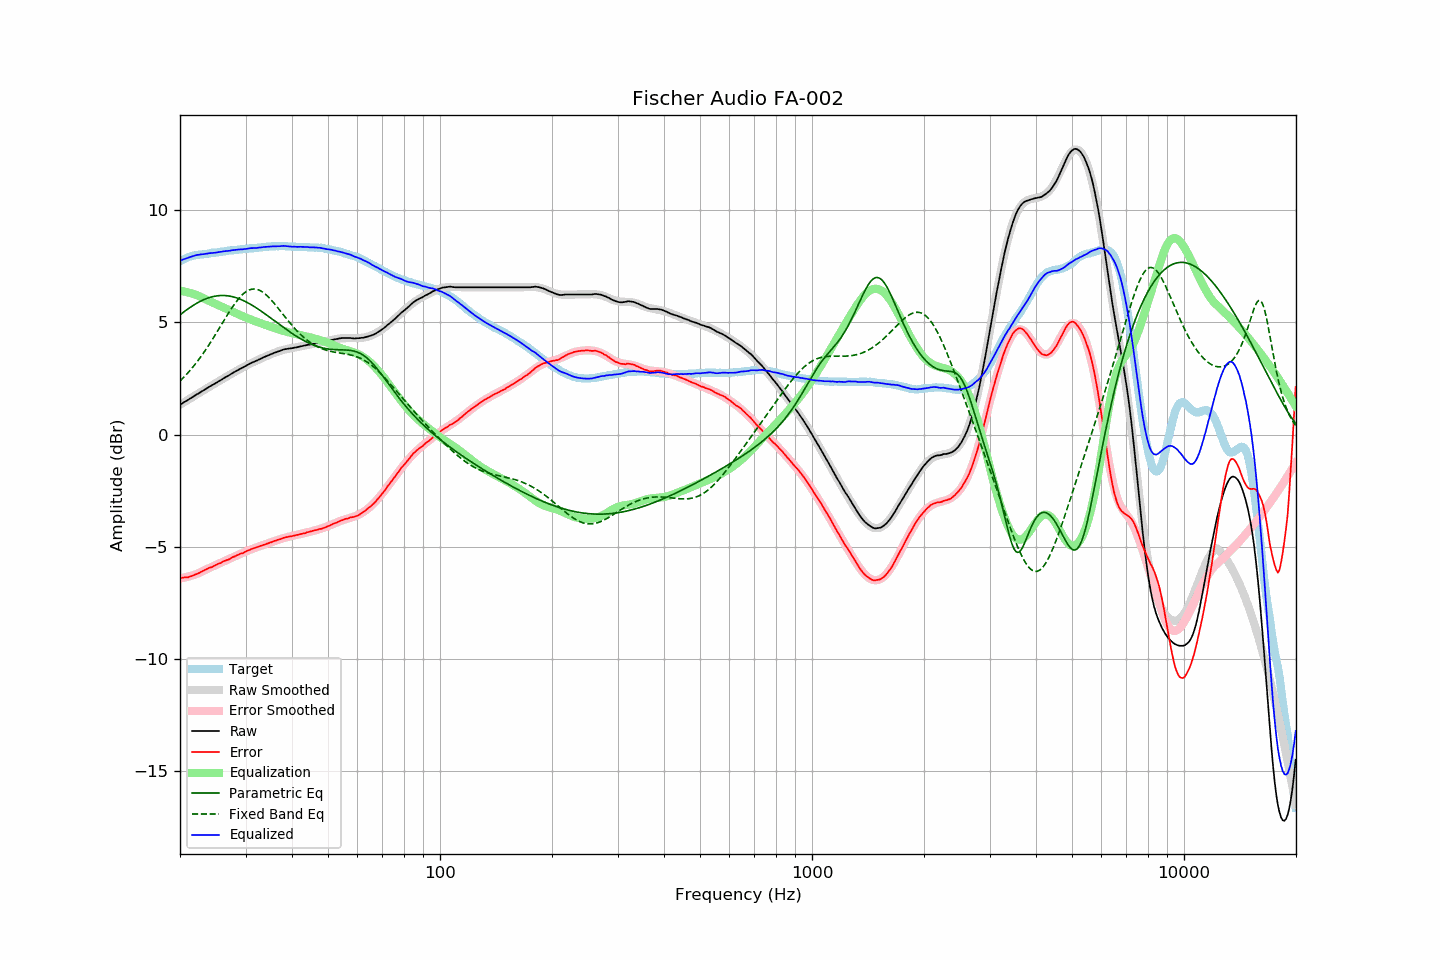 Fischer Audio FA-002
10
5
0
−5
−10
−15
Amplitude (dBr)
Target
Raw Smoothed
Error Smoothed
Raw
Error
Equalization
Parametric Eq
Fixed Band Eq
Equalized
100
1000
10000
Frequency (Hz)